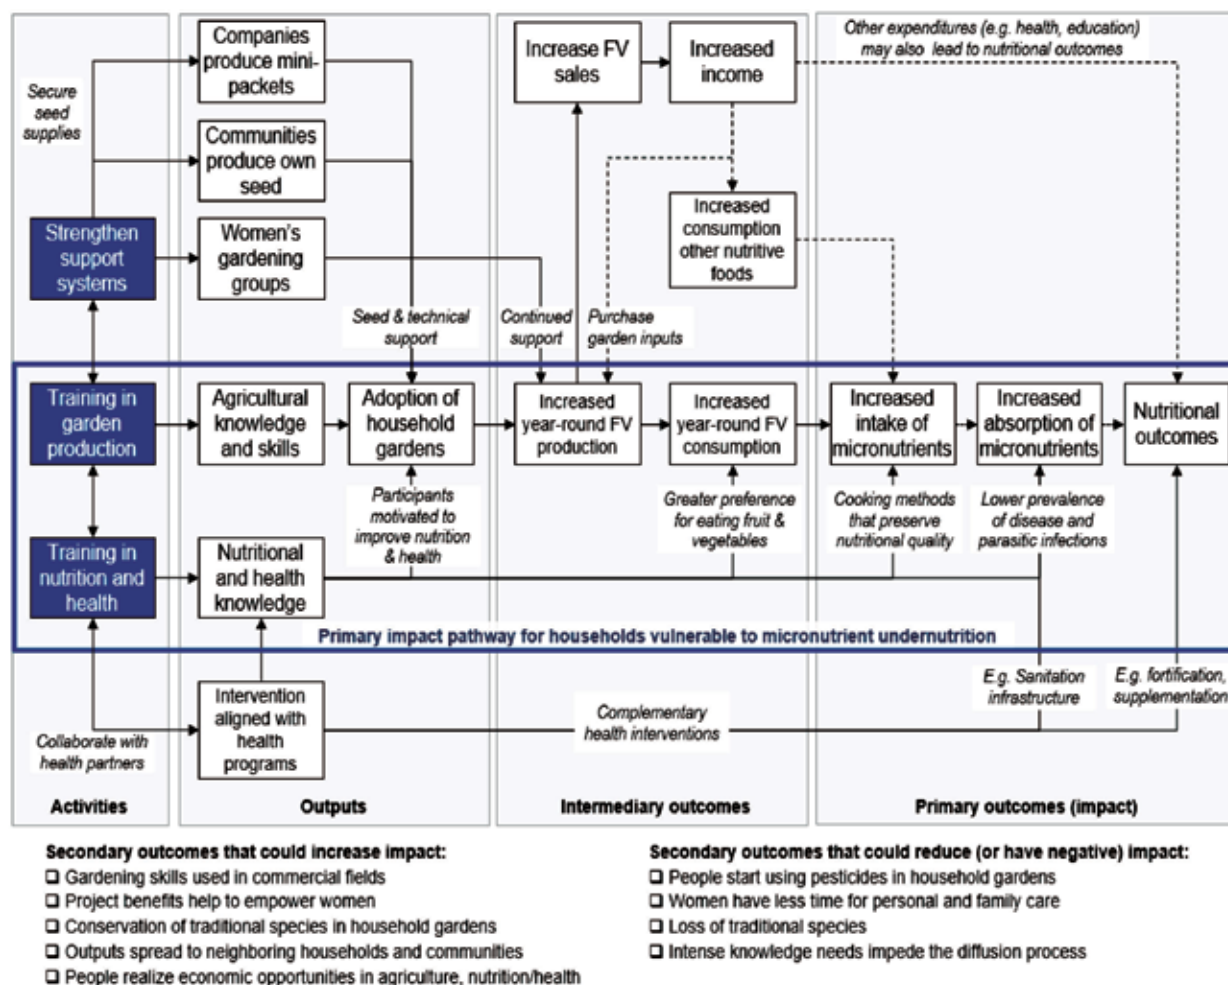 Companies
produce mini-
packets
Increase FV
sales
Increased
income
Other expenditures (e.g. health, education)
may also lead to nutritional outcomes
Secure
seed
supplies
Communities
produce own
seed
Increased
consumption
other nutritive
foods
Strengthen
support
systems
Women's
gardening
groups
Seed & technical
support
Continued
support
Purchase
garden inputs
Training in
garden
production
Agricultural
knowledge
and skills
Adoption of
household
gardens
Increased
year-round FV
production
Increased
year-round FV
consumption
Increased
intake of
micronutrients
Increased
absorption of
micronutrients
Nutritional
outcomes
Participants
motivated to
improve nutrition
& health
Greater preference
for eating fruit &
vegetables
Cooking methods
that preserve
nutritional quality
Lower prevalence
of disease and
parasitic infections
Training in
nutrition and
health
Nutritional
and health
knowledge
Primary impact pathway for households vulnerable to micronutrient undernutrition
Intervention
aligned with
health
programs
Collaborate with
health partners
Complementary
health interventions
E.g. Sanitation
infrastructure
E.g. fortification,
supplementation
Activities
Outputs
Intermediary outcomes
Primary outcomes (impact)
Secondary outcomes that could increase impact:
❑ Gardening skills used in commercial fields
❑ Project benefits help to empower women
❑ Conservation of traditional species in household gardens
❑ Outputs spread to neighboring households and communities
❑ People realize economic opportunities in agriculture, nutrition/health
Secondary outcomes that could reduce (or have negative) impact:
❑ People start using pesticides in household gardens
❑ Women have less time for personal and family care
❑ Loss of traditional species
❑ Intense knowledge needs impede the diffusion process